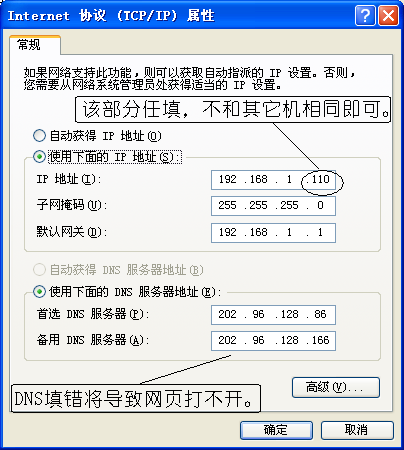 Internet 协议 (TCP/IP) 属性
常规
如果网络支持此功能，则可以获取自动指派的 IP 设置。否则，
您需要从网络系统管理员处获得适当的 IP 设置。
该部分任填，不和其它机相同即可。
自动获得 IP 地址(O)
使用下面的 IP 地址(S):
IP 地址(I): 192 .168 . 1 .110
子网掩码(U): 255 .255 .255 . 0
默认网关(D): 192 .168 . 1 . 1
自动获得 DNS 服务器地址(B)
使用下面的 DNS 服务器地址(E):
首选 DNS 服务器(P): 202 . 96 .128 . 86
备用 DNS 服务器(A): 202 . 96 .128 .166
DNS填错将导致网页打不开。
高级(V)...
确定 取消